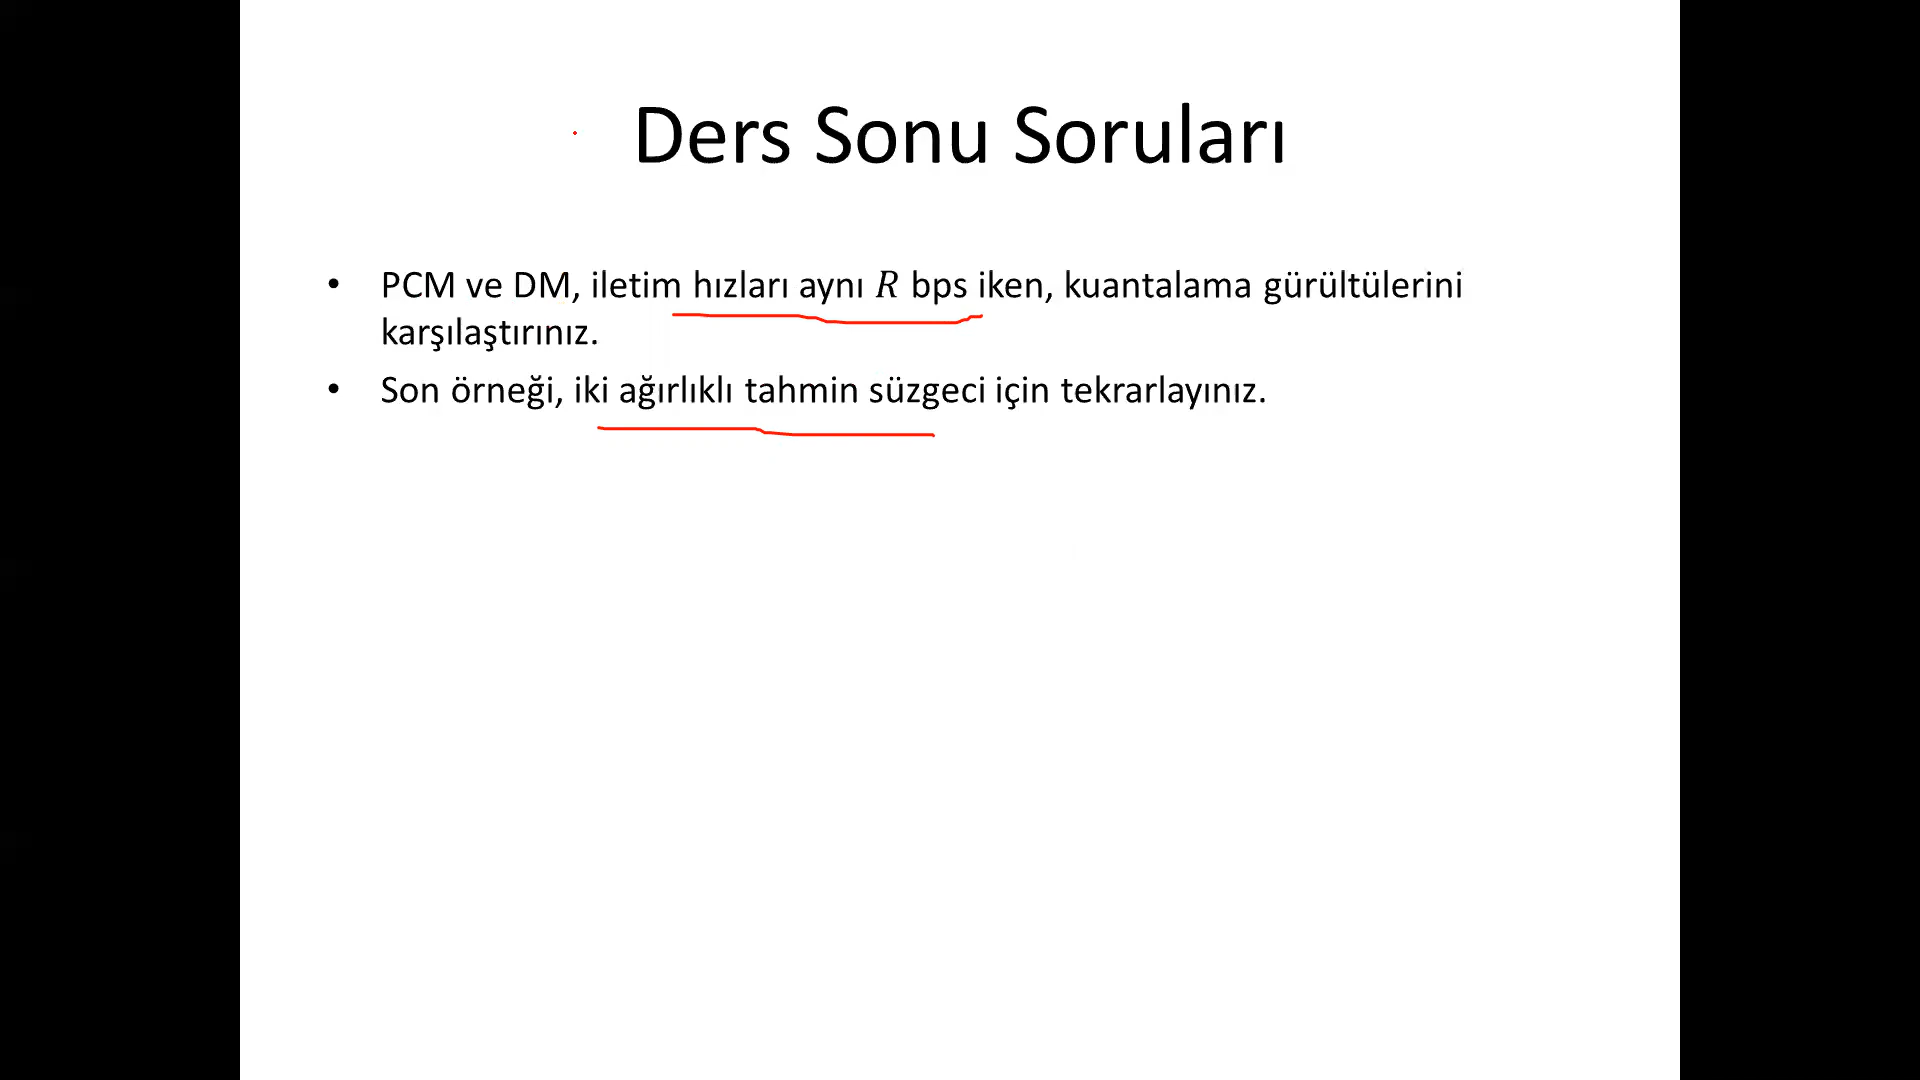 Ders Sonu Soruları
• PCM ve DM, iletim hızları aynı R bps iken, kuantalama gürültülerini
karşılaştırınız.
• Son örneği, iki ağırlıklı tahmin süzgeci için tekrarlayınız.